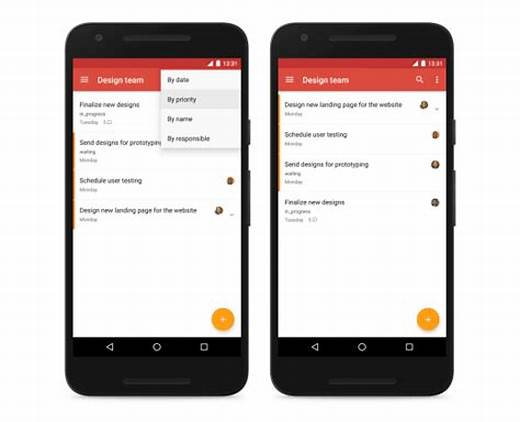 13:31
Design team
By date
By priority
By name
By responsible
Finalize new designs
in_progress
Tuesday 5
Send designs for prototyping
waiting
Monday
Schedule user testing
Monday
Design new landing page for the website
Monday
+
13:31
Design team
Design new landing page for the website
Monday
Schedule user testing
Monday
Send designs for prototyping
waiting
Monday
Finalize new designs
in_progress
Tuesday 5
+